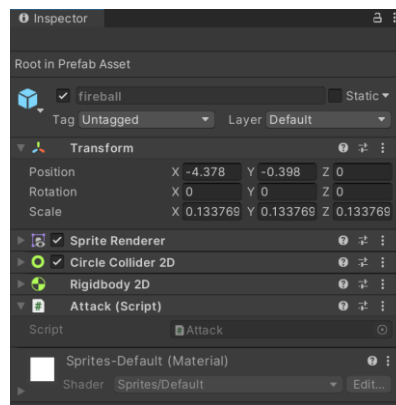 Inspector
Root in Prefab Asset
fireball Static
Tag Untagged Layer Default
Transform
Position X -4.378 Y -0.398 Z 0
Rotation X 0 Y 0 Z 0
Scale X 0.133769 Y 0.133769 Z 0.133769
Sprite Renderer
Circle Collider 2D
Rigidbody 2D
# Attack (Script)
Script # Attack
Sprites-Default (Material)
Shader Sprites/Default Edit...